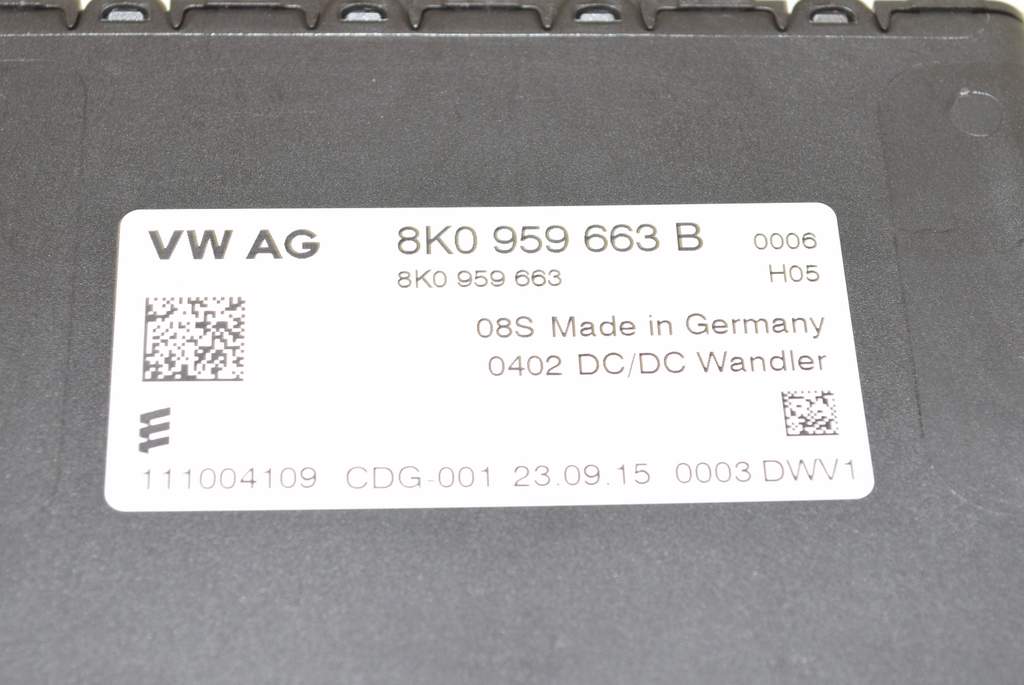 VW AG 8K0 959 663 B 0006
8K0 959 663 H05
08S Made in Germany
0402 DC/DC Wandler
111004109 CDG-001 23.09.15 0003 DWV1